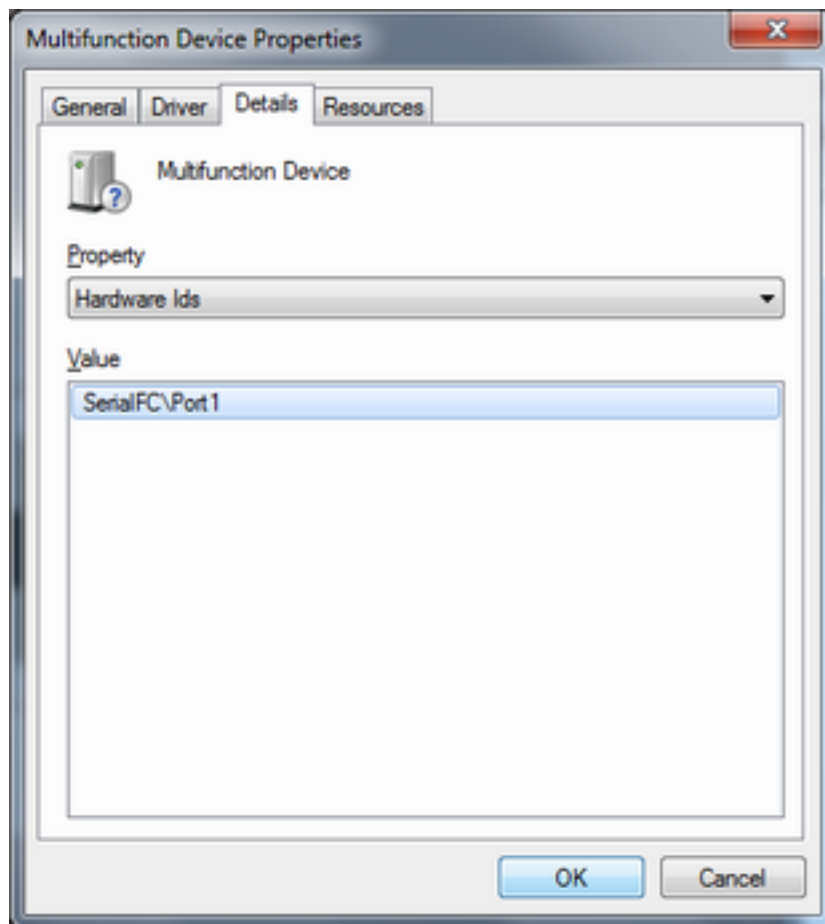 Multifunction Device Properties
General Driver Details Resources
Multifunction Device
Property
Hardware Ids
Value
SerialFC\Port1
OK Cancel